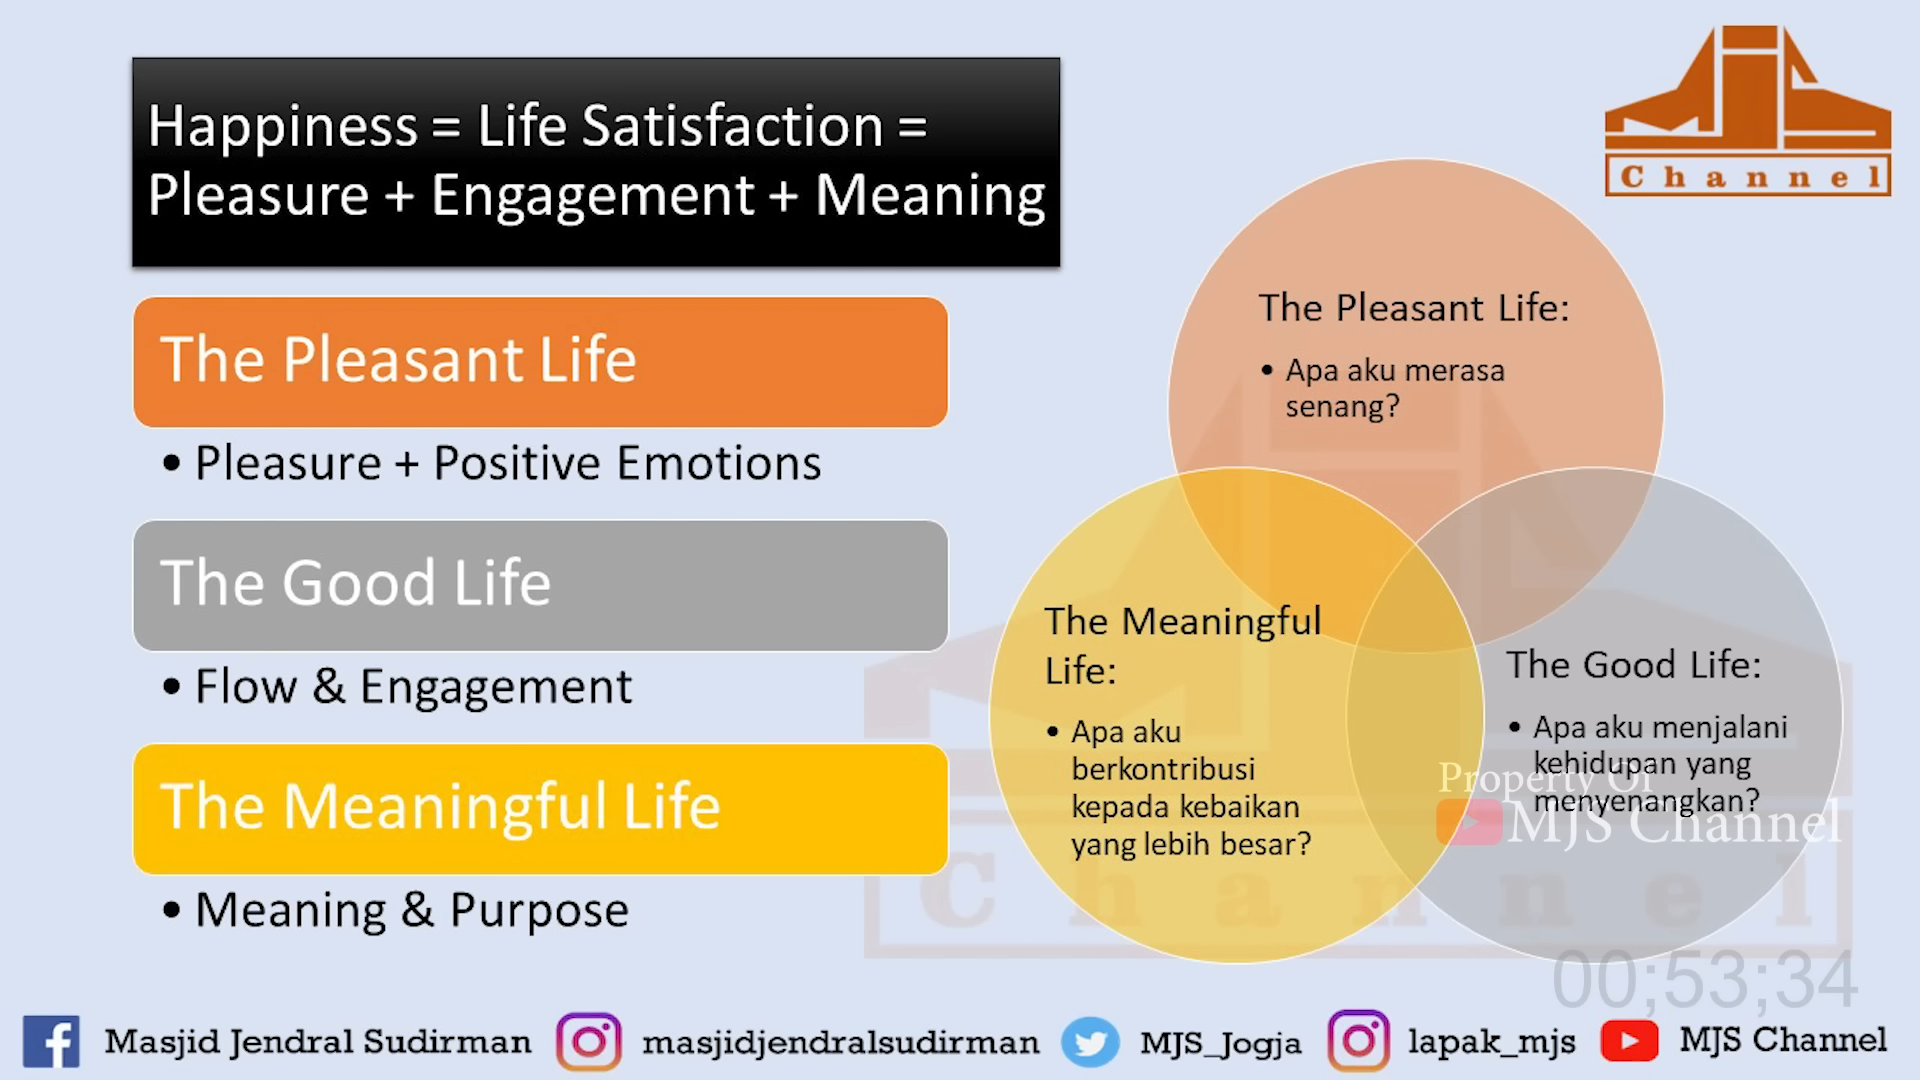 Happiness = Life Satisfaction =
Pleasure + Engagement + Meaning
The Pleasant Life
• Pleasure + Positive Emotions
The Good Life
• Flow & Engagement
The Meaningful Life
• Meaning & Purpose
Channel
The Pleasant Life:
• Apa aku merasa
senang?
The Meaningful
Life:
• Apa aku
berkontribusi
kepada kebaikan
yang lebih besar?
The Good Life:
• Apa aku menjalani
kehidupan yang
menyenangkan?
Property Of
MJS Channel
Channel
00;53;34
Masjid Jendral Sudirman
masjidjendralsudirman
MJS_Jogja
lapak_mjs
MJS Channel